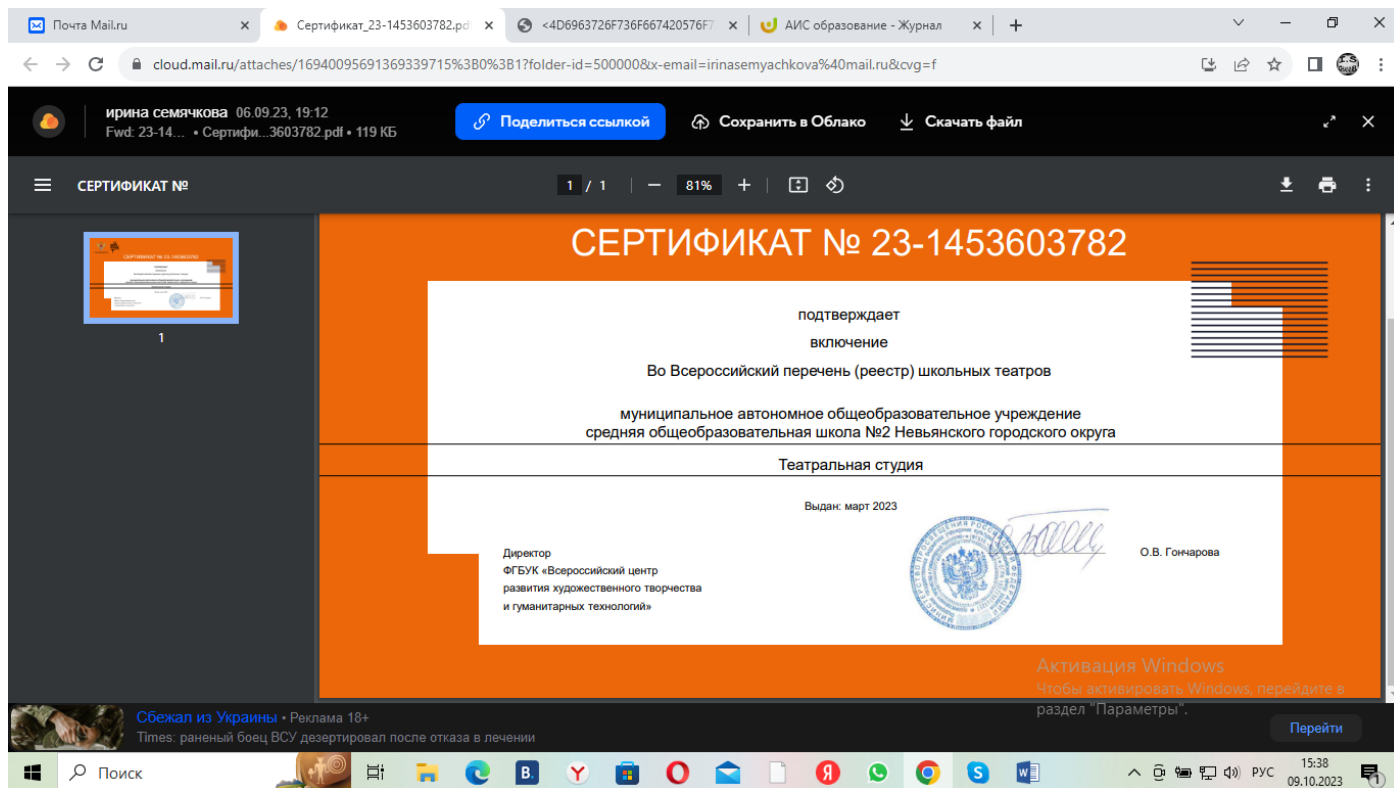 Почта Mail.ru
Сертификат_23-1453603782.pd
<4D6963726F736F667420576F7
АИС образование - Журнал
cloud.mail.ru/attaches/16940095691369339715%3B0%3B1?folder-id=500000&x-email=irinasemyachkova%40mail.ru&cvg=f
ирина семячкова 06.09.23, 19:12
Fwd: 23-14... • Сертифи...3603782.pdf • 119 КБ
Поделиться ссылкой
Сохранить в Облако
Скачать файл
СЕРТИФИКАТ №
1 / 1
81%
1
СЕРТИФИКАТ № 23-1453603782
подтверждает
включение
Во Всероссийский перечень (реестр) школьных театров
муниципальное автономное общеобразовательное учреждение
средняя общеобразовательная школа №2 Невьянского городского округа
Театральная студия
Выдан: март 2023
Директор
ФГБУК «Всероссийский центр
развития художественного творчества
и гуманитарных технологий»
О.В. Гончарова
Активация Windows
Чтобы активировать Windows, перейдите в
раздел "Параметры".
Сбежал из Украины • Реклама 18+
Times: раненый боец ВСУ дезертировал после отказа в лечении
Перейти
Поиск
РУС
15:38
09.10.2023